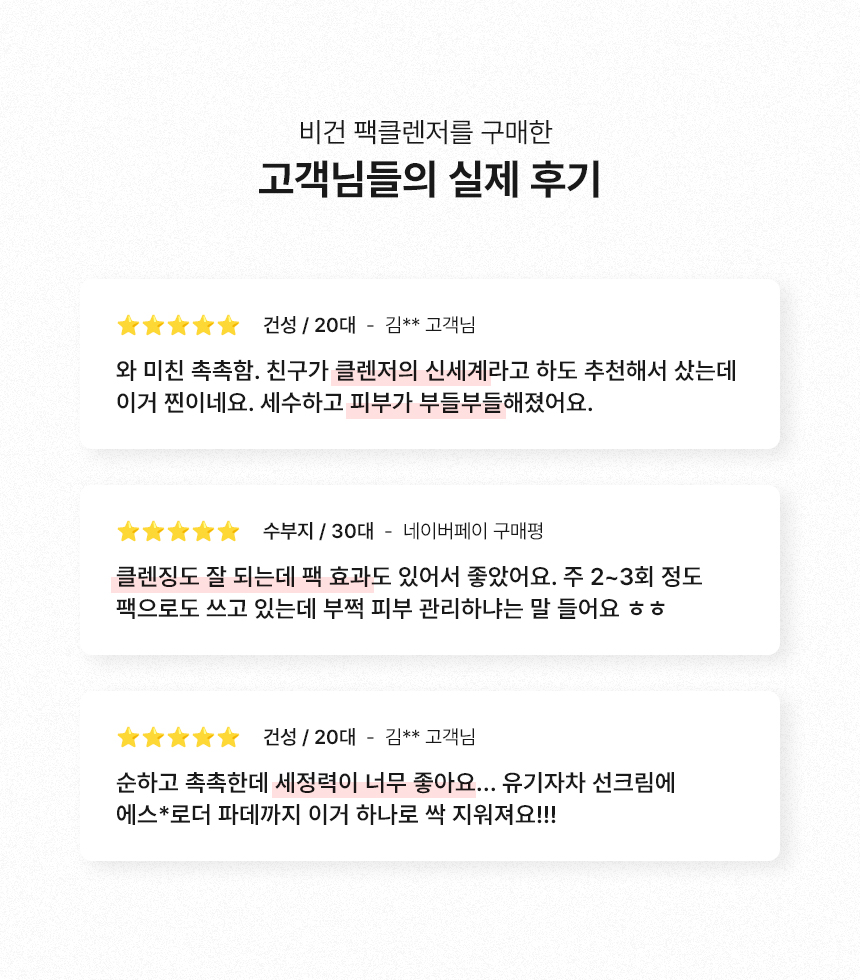 비건 팩클렌저를 구매한
고객님들의 실제 후기
⭐⭐⭐⭐⭐ 건성 / 20대 - 김** 고객님
와 미친 촉촉함. 친구가 클렌저의 신세계라고 하도 추천해서 샀는데
이거 찐이네요. 세수하고 피부가 부들부들해졌어요.
⭐⭐⭐⭐⭐ 수부지 / 30대 - 네이버페이 구매평
클렌징도 잘 되는데 팩 효과도 있어서 좋았어요. 주 2~3회 정도
팩으로도 쓰고 있는데 부쩍 피부 관리하냐는 말 들어요 ㅎㅎ
⭐⭐⭐⭐⭐ 건성 / 20대 - 김** 고객님
순하고 촉촉한데 세정력이 너무 좋아요... 유기자차 선크림에
에스*로더 파데까지 이거 하나로 싹 지워져요!!!